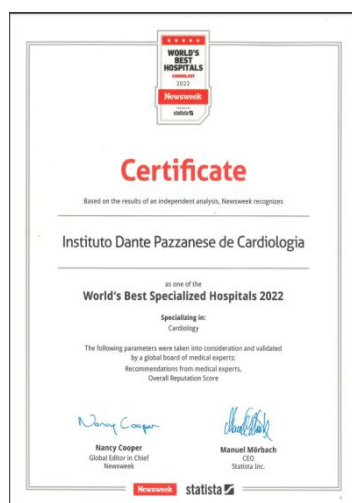 WORLD'S
BEST
HOSPITALS
CARDIOLOGY
2022
Newsweek
statista
Certificate
Based on the results of an independent analysis, Newsweek recognizes
Instituto Dante Pazzanese de Cardiologia
as one of the
World's Best Specialized Hospitals 2022
Specializing in:
Cardiology
The following parameters were taken into consideration and validated
by a global board of medical experts:
Recommendations from medical experts,
Overall Reputation Score
Nancy Cooper
Nancy Cooper
Global Editor in Chief
Newsweek
Manuel Mörbach
CEO
Statista Inc.
Newsweek statista